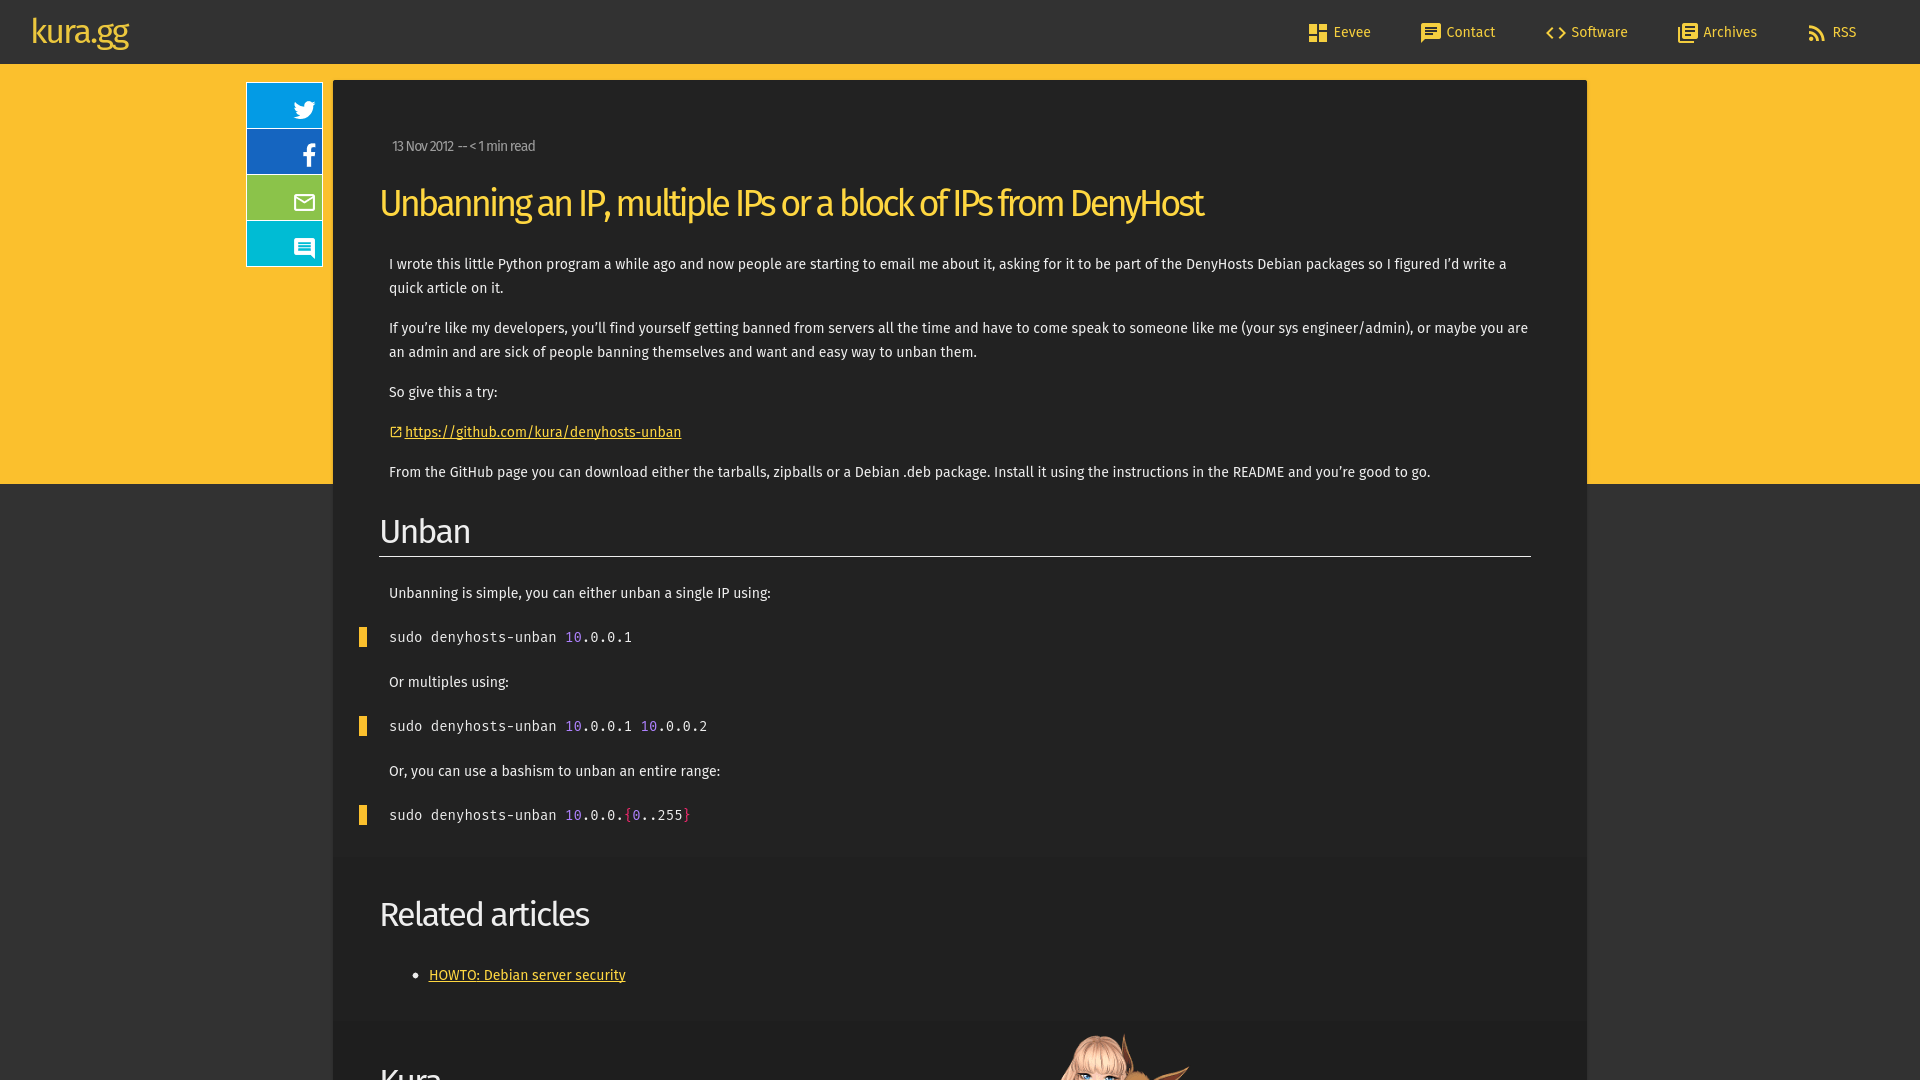 kura.gg
Eevee
Contact
Software
Archives
RSS
13 Nov 2012 -- < 1 min read
Unbanning an IP, multiple IPs or a block of IPs from DenyHost
I wrote this little Python program a while ago and now people are starting to email me about it, asking for it to be part of the DenyHosts Debian packages so I figured I’d write a
quick article on it.
If you’re like my developers, you’ll find yourself getting banned from servers all the time and have to come speak to someone like me (your sys engineer/admin), or maybe you are
an admin and are sick of people banning themselves and want and easy way to unban them.
So give this a try:
https://github.com/kura/denyhosts-unban
From the GitHub page you can download either the tarballs, zipballs or a Debian .deb package. Install it using the instructions in the README and you’re good to go.
Unban
Unbanning is simple, you can either unban a single IP using:
sudo denyhosts-unban 10.0.0.1
Or multiples using:
sudo denyhosts-unban 10.0.0.1 10.0.0.2
Or, you can use a bashism to unban an entire range:
sudo denyhosts-unban 10.0.0.{0..255}
Related articles
HOWTO: Debian server security
Kura